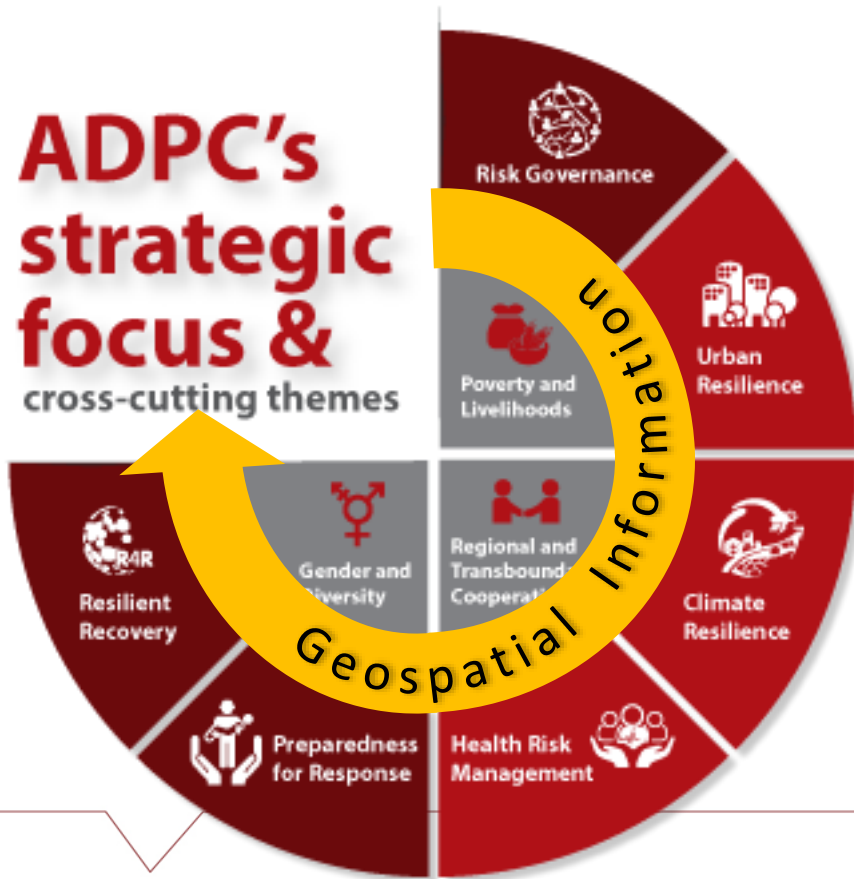 ADPC's
strategic
focus &
cross-cutting themes
Risk Governance
Urban
Resilience
Climate
Resilience
Health Risk
Management
Preparedness
for Response
Resilient
Recovery
R4R
Poverty and
Livelihoods
Regional and
Gender and
Geospatial Information